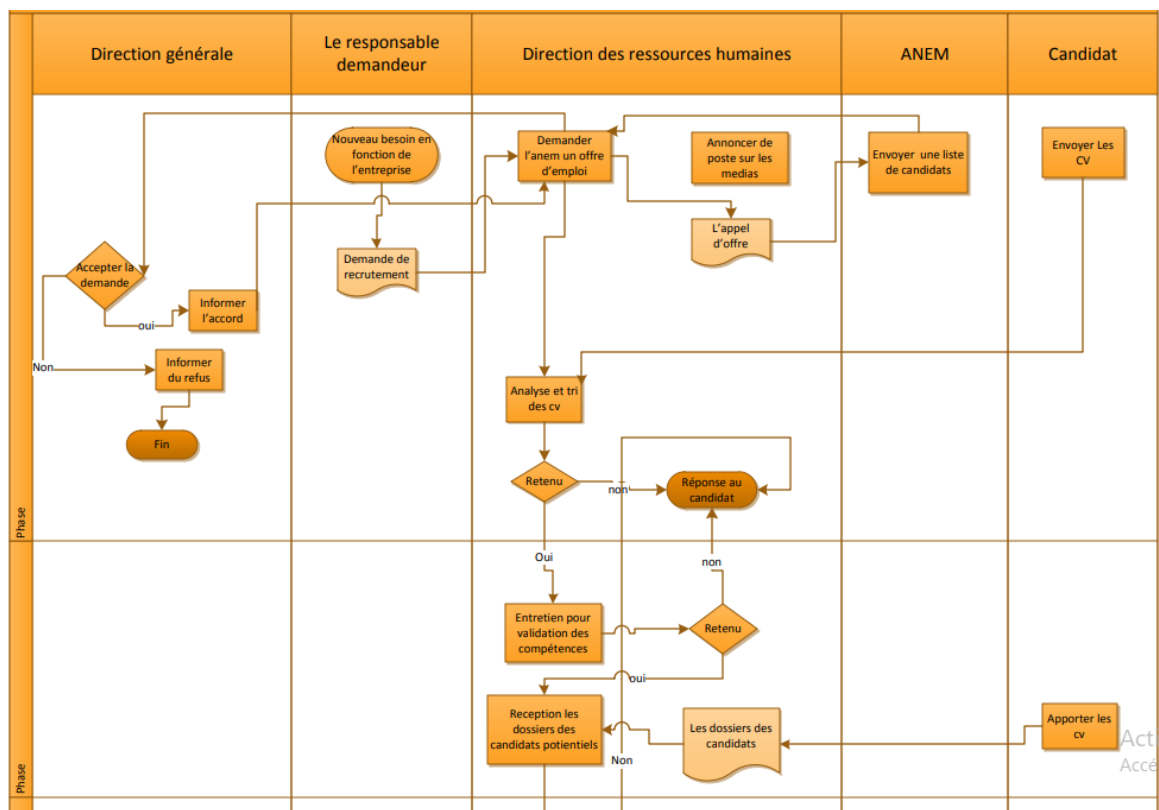 Direction générale
Le responsable
demandeur
Direction des ressources humaines
ANEM
Candidat
Nouveau besoin en
fonction de
l'entreprise
Demander
l'anem un offre
d'emploi
Annoncer de
poste sur les
medias
Envoyer une liste
de candidats
Envoyer Les
CV
L'appel
d'offre
Demande de
recrutement
Accepter la
demande
Informer
l'accord
oui
Non
Informer
du refus
Fin
Analyse et tri
des cv
Retenu
non
Réponse au
candidat
Phase
Oui
non
Entretien pour
validation des
compétences
Retenu
oui
Reception les
dossiers des
candidats potientiels
Les dossiers des
candidats
Apporter les
cv
Non
Phase
Act
Accé